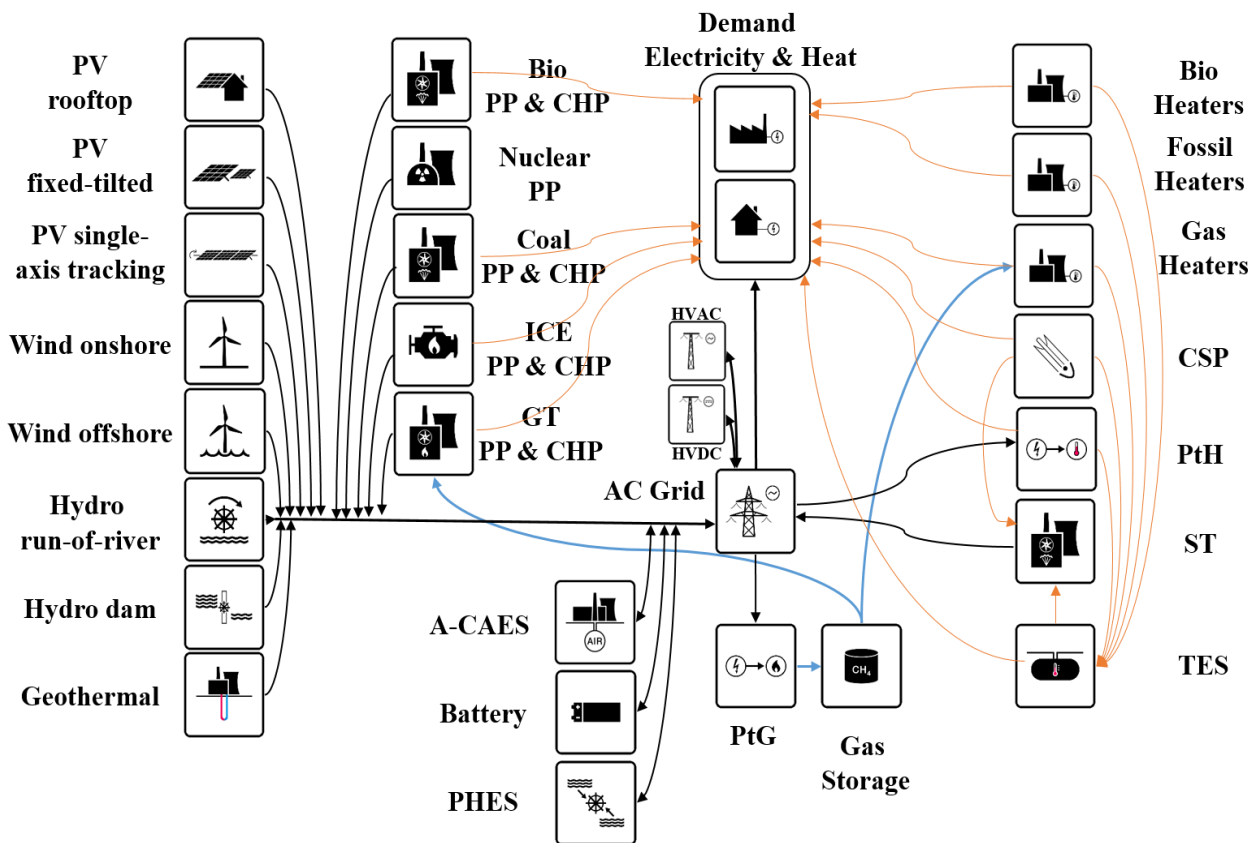 PV
rooftop
PV
fixed-tilted
PV single-
axis tracking
Wind onshore
Wind offshore
Hydro
run-of-river
Hydro dam
Geothermal
Bio
PP & CHP
Nuclear
PP
Coal
PP & CHP
ICE
PP & CHP
GT
PP & CHP
Demand
Electricity & Heat
HVAC
HVDC
AC Grid
A-CAES
AIR
Battery
PHES
PtG
CH4
Gas
Storage
Bio
Heaters
Fossil
Heaters
Gas
Heaters
CSP
PtH
ST
TES